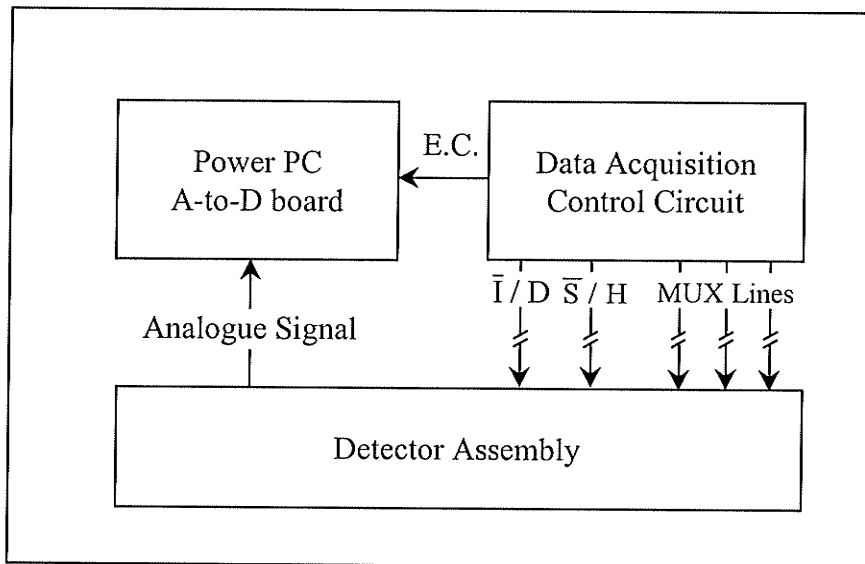 Power PC
A-to-D board
E.C.
Data Acquisition
Control Circuit
I̅ / D S̅ / H MUX Lines
Analogue Signal
Detector Assembly